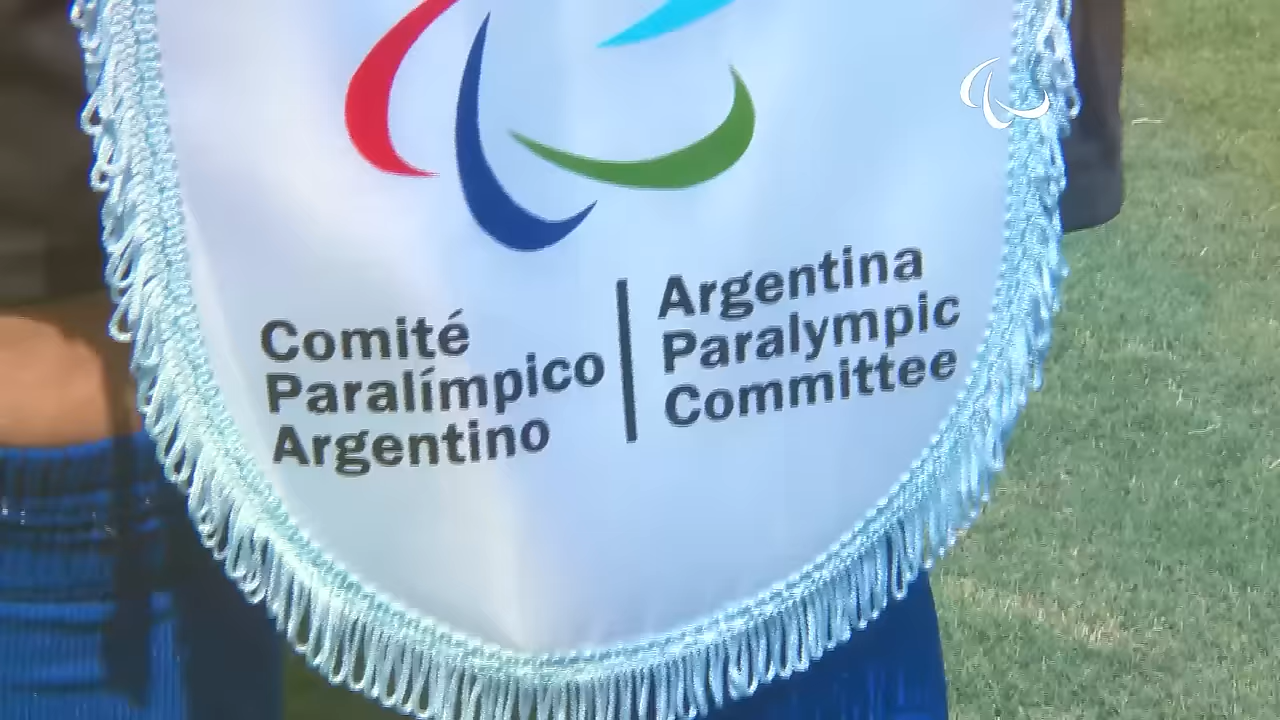 Comité
Paralímpico
Argentino
Argentina
Paralympic
Committee